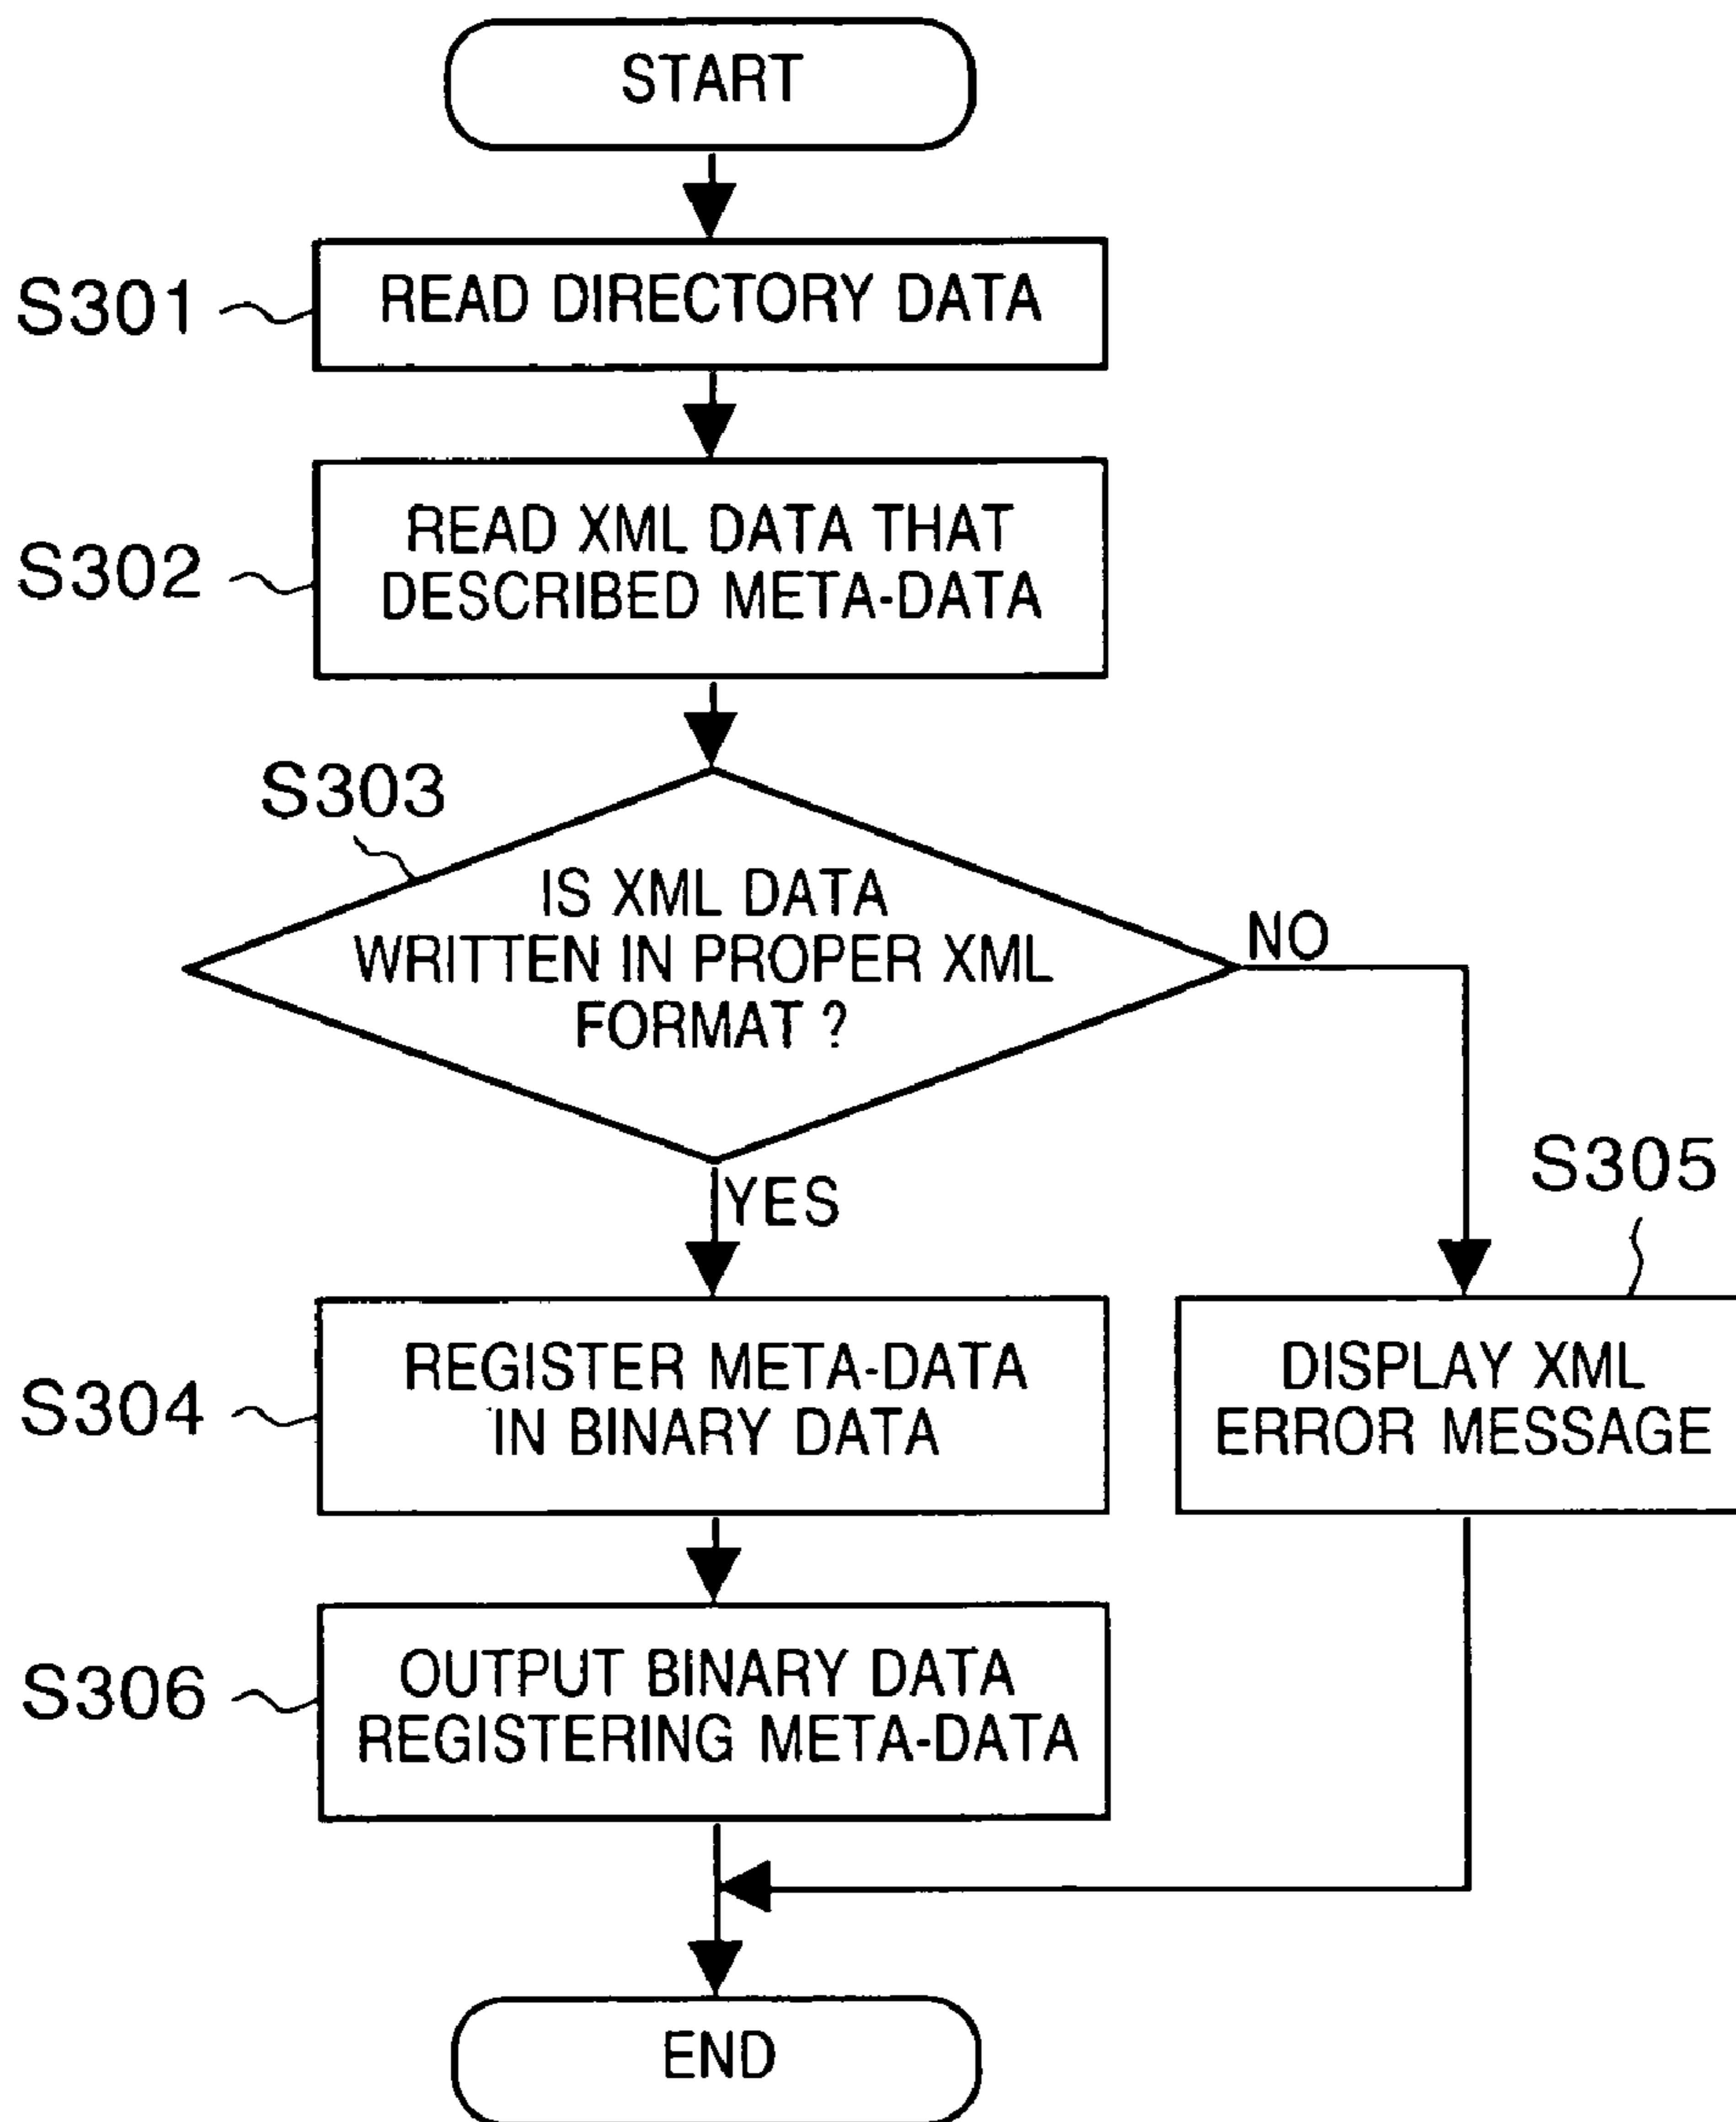 START
S301
READ DIRECTORY DATA
S302
READ XML DATA THAT
DESCRIBED META-DATA
S303
IS XML DATA
WRITTEN IN PROPER XML
FORMAT ?
NO
YES
S305
S304
REGISTER META-DATA
IN BINARY DATA
DISPLAY XML
ERROR MESSAGE
S306
OUTPUT BINARY DATA
REGISTERING META-DATA
END